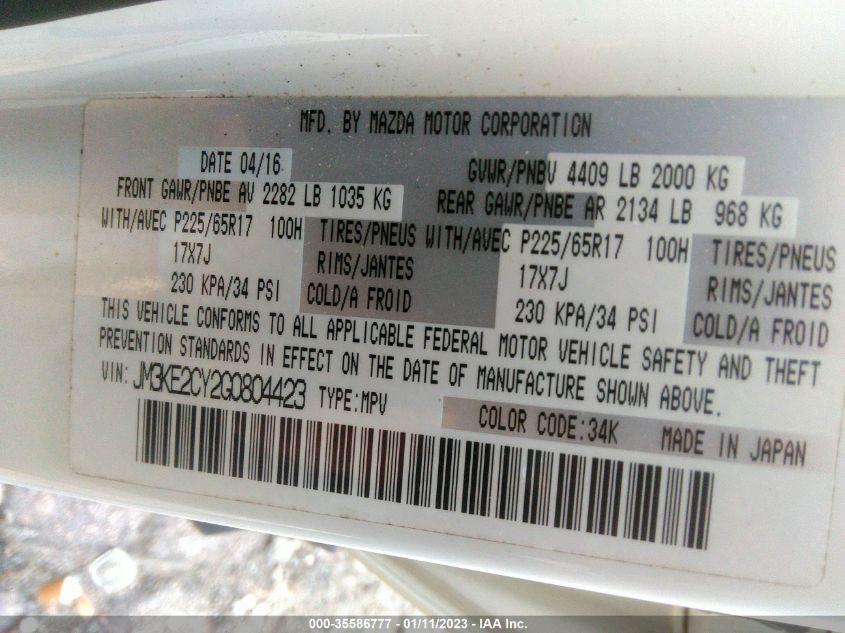 MFD. BY MAZDA MOTOR CORPORATION
DATE 04/16 GVWR/PNBV 4409 LB 2000 KG
FRONT GAWR/PNBE AV 2282 LB 1035 KG REAR GAWR/PNBE AR 2134 LB 968 KG
WITH/AVEC P225/65R17 100H TIRES/PNEUS WITH/AVEC P225/65R17 100H TIRES/PNEUS
17X7J RIMS/JANTES 17X7J RIMS/JANTES
230 KPA/34 PSI COLD/A FROID 230 KPA/34 PSI COLD/A FROID
THIS VEHICLE CONFORMS TO ALL APPLICABLE FEDERAL MOTOR VEHICLE SAFETY AND THEFT
PREVENTION STANDARDS IN EFFECT ON THE DATE OF MANUFACTURE SHOWN ABOVE.
VIN: JM3KE2CY2G0804423 TYPE:MPV
COLOR CODE:34K MADE IN JAPAN
000-35586777 - 01/11/2023 - IAA Inc.